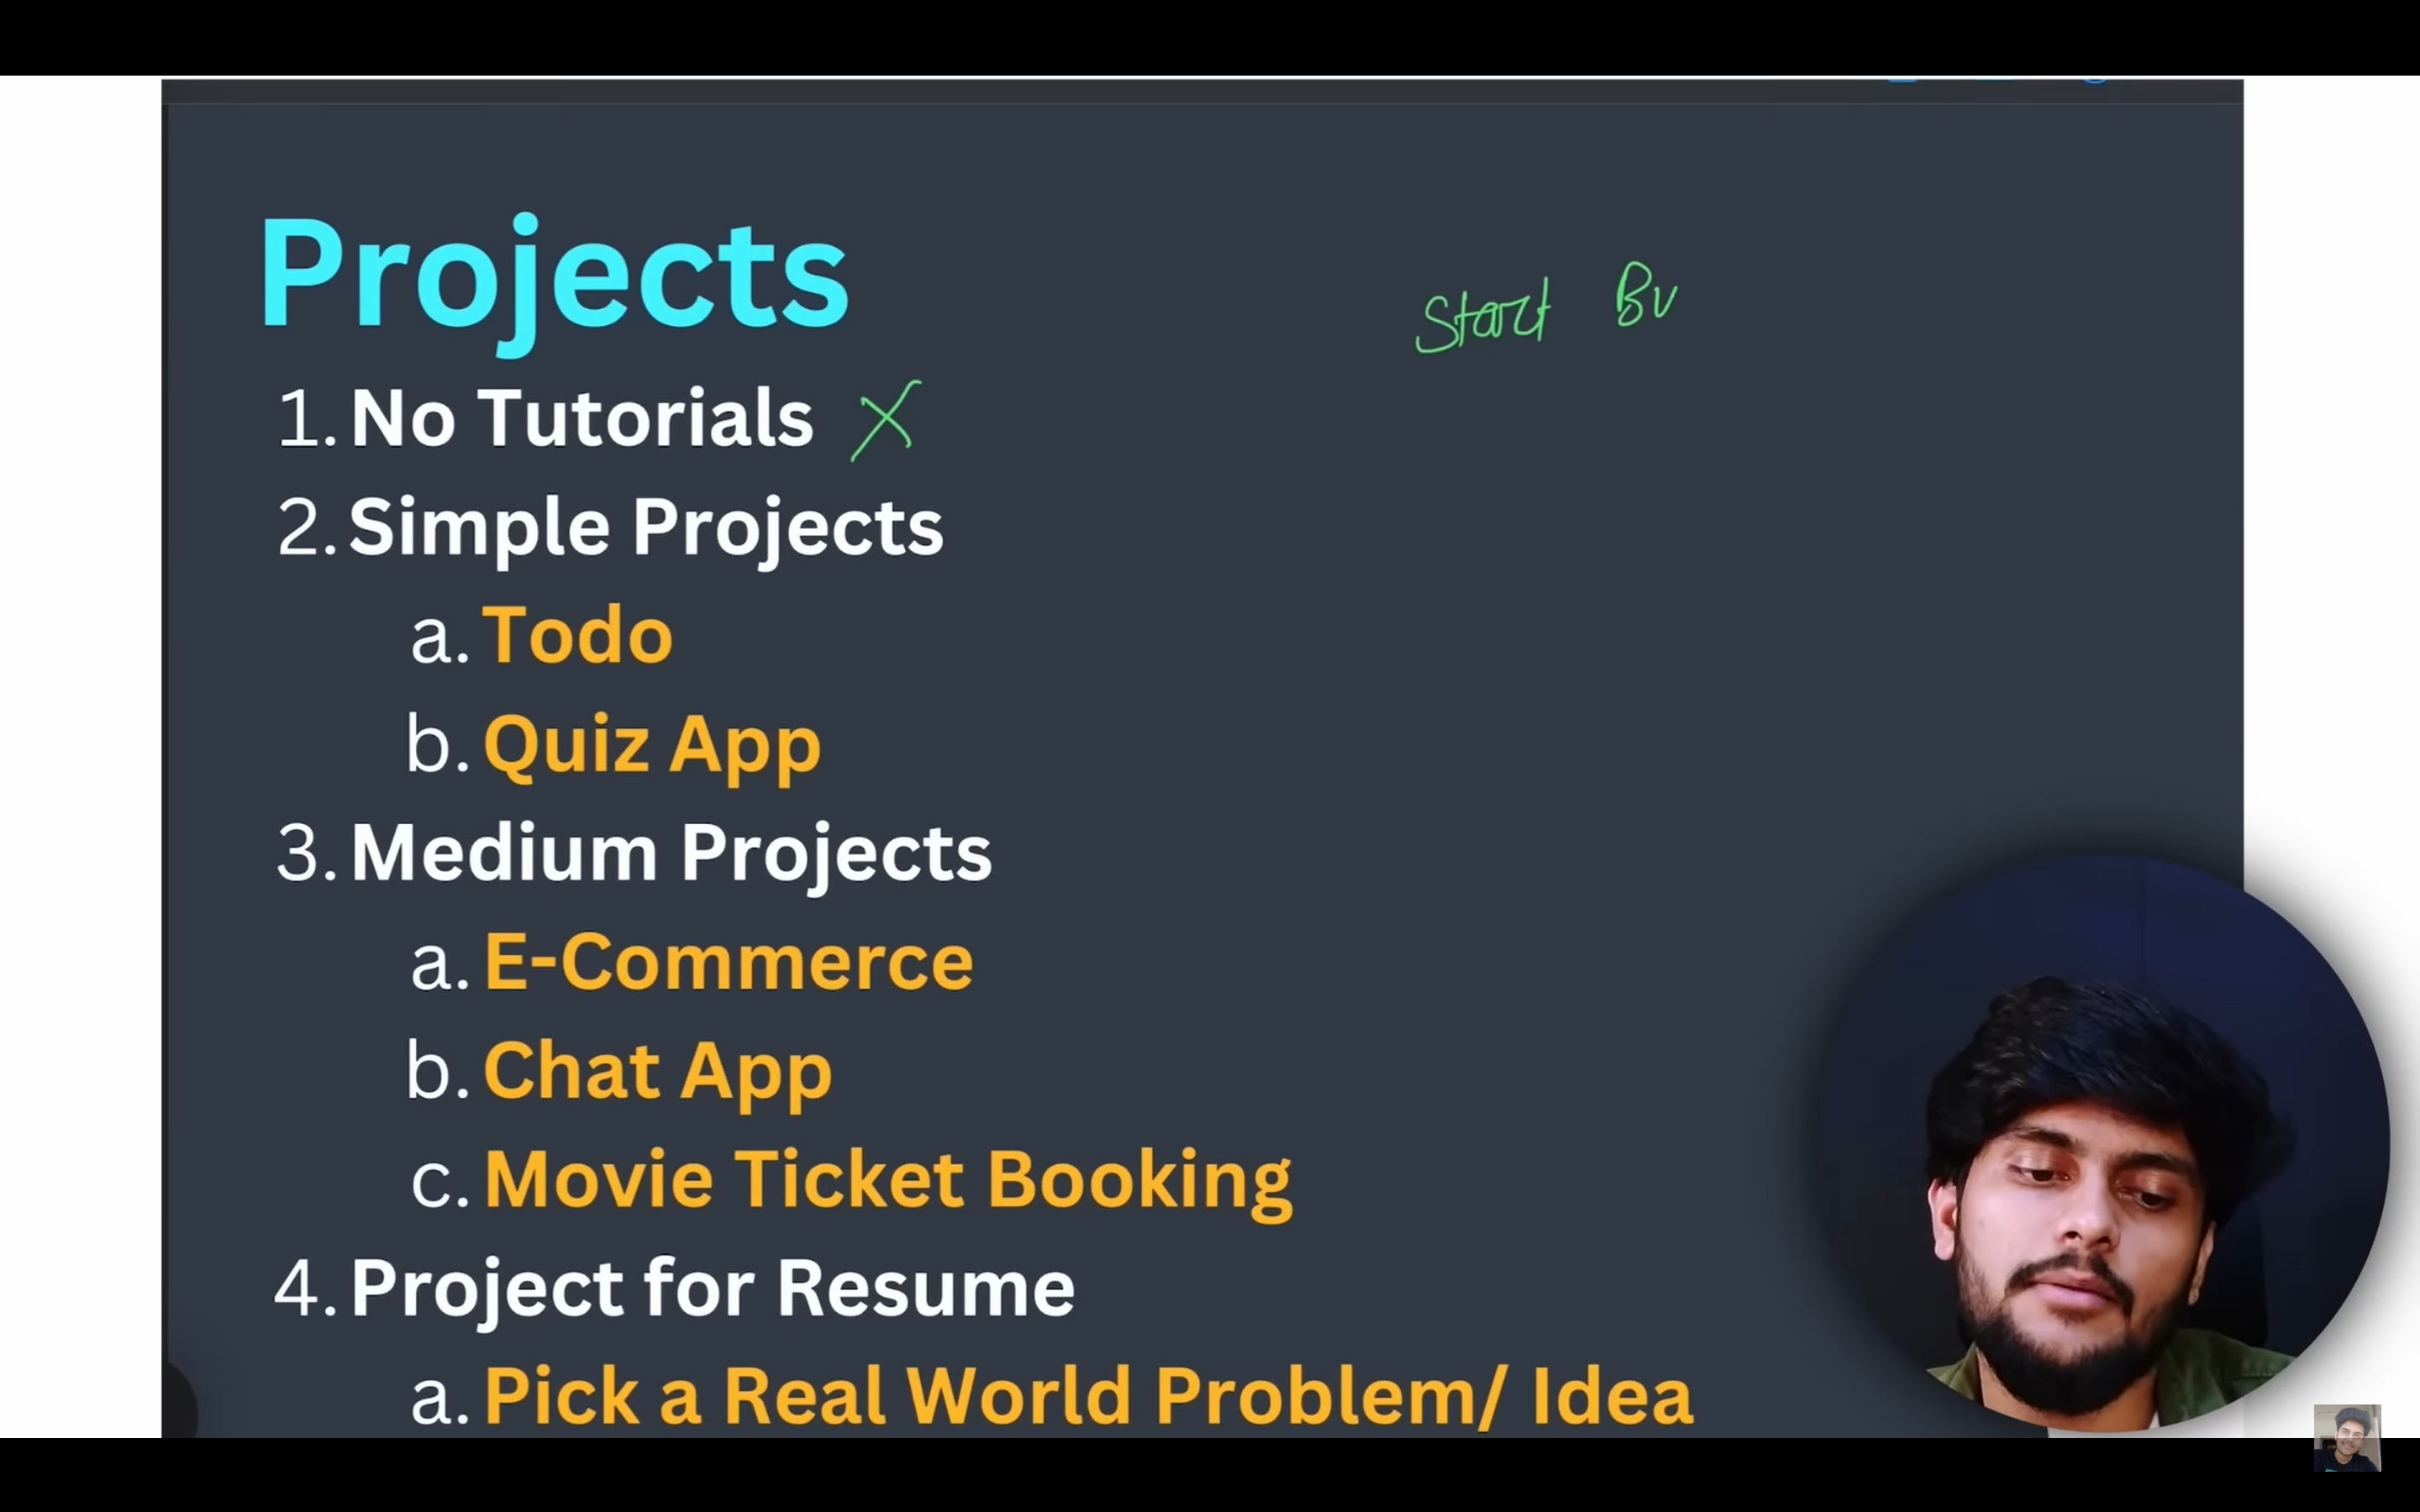 Projects
Start Bu
1. No Tutorials X
2. Simple Projects
a. Todo
b. Quiz App
3. Medium Projects
a. E-Commerce
b. Chat App
c. Movie Ticket Booking
4. Project for Resume
a. Pick a Real World Problem/ Idea